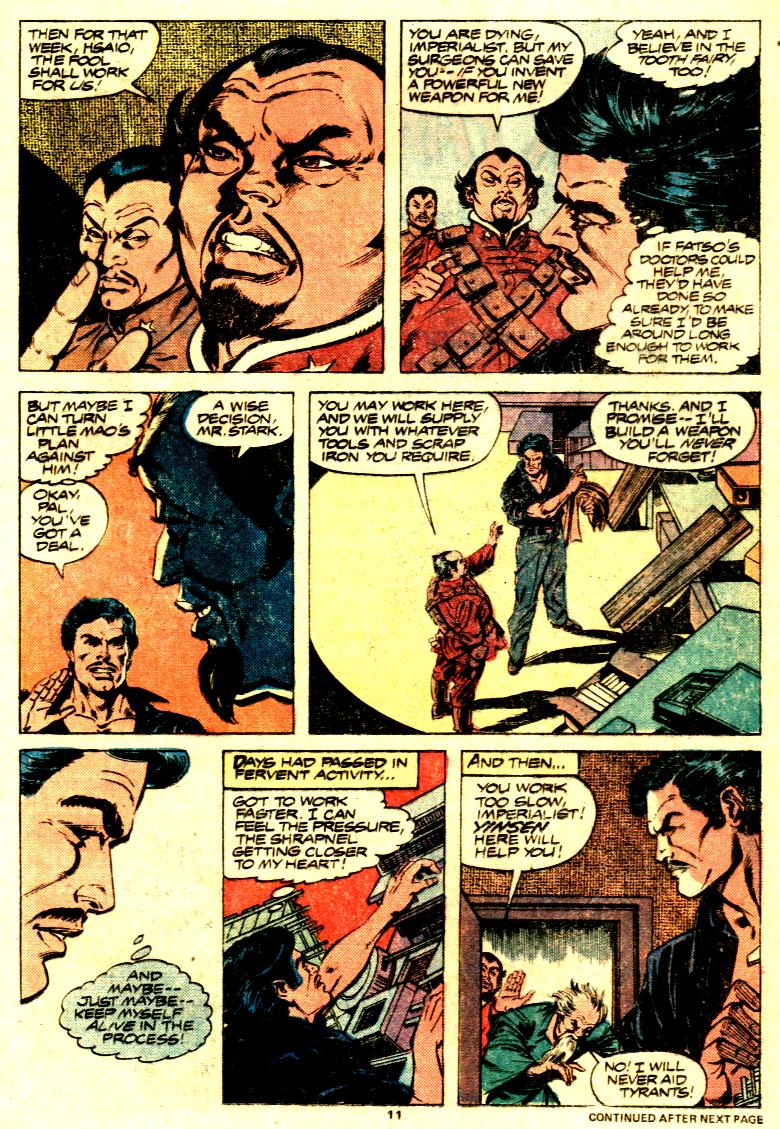 THEN FOR THAT
WEEK, HSAIO,
THE FOOL
SHALL WORK
FOR US!
YOU ARE DYING,
IMPERIALIST. BUT MY
SURGEONS CAN SAVE
YOU-- IF YOU INVENT
A POWERFUL NEW
WEAPON FOR ME!
YEAH, AND I
BELIEVE IN THE
TOOTH FAIRY,
TOO!
IF FATSO'S
DOCTORS COULD
HELP ME,
THEY'D HAVE
DONE SO
ALREADY, TO MAKE
SURE I'D BE
AROUND LONG
ENOUGH TO WORK
FOR THEM.
BUT MAYBE I
CAN TURN
LITTLE MAO'S
PLAN
AGAINST
HIM!
OKAY,
PAL,
YOU'VE
GOT A
DEAL.
A WISE
DECISION,
MR. STARK.
YOU MAY WORK HERE,
AND WE WILL SUPPLY
YOU WITH WHATEVER
TOOLS AND SCRAP
IRON YOU REQUIRE.
THANKS. AND I
PROMISE-- I'LL
BUILD A WEAPON
YOU'LL NEVER
FORGET!
AND
MAYBE--
JUST MAYBE--
KEEP MYSELF
ALIVE IN THE
PROCESS!
DAYS HAD PASSED IN
FERVENT ACTIVITY...
GOT TO WORK
FASTER. I CAN
FEEL THE PRESSURE,
THE SHRAPNEL
GETTING CLOSER
TO MY HEART!
AND THEN...
YOU WORK
TOO SLOW,
IMPERIALIST!
YINSEN
HERE WILL
HELP YOU!
NO! I WILL
NEVER AID
TYRANTS!
11
CONTINUED AFTER NEXT PAGE